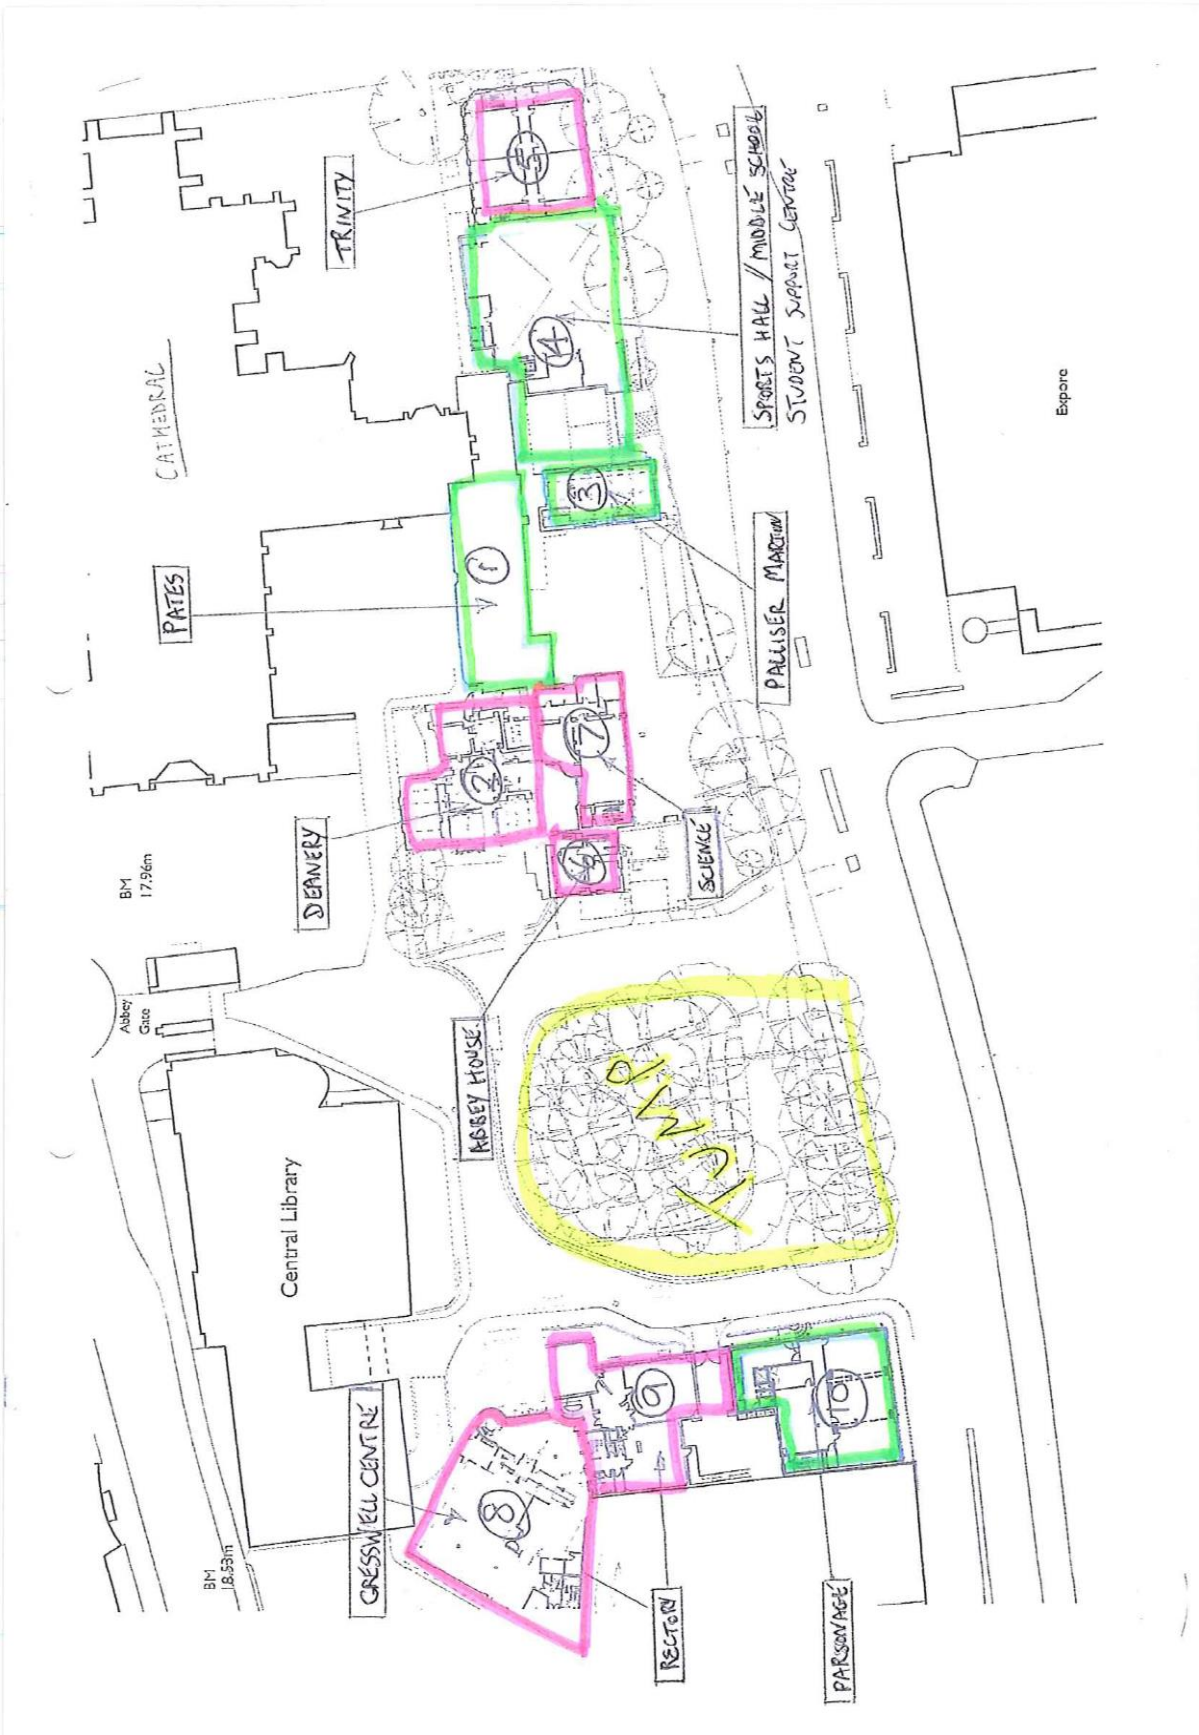 CATHEDRAL
TRINITY
5
SPORTS HALL // MIDDLE SCHOOL
STUDENT SUPPORT CENTRE
4
3
PALLISER MARTIN
PATES
1
Expore
DEANERY
2
7
SCIENCE
6
ABBEY HOUSE
BM
17.96m
Abbey
Gate
TUMP
Central Library
GRESSWELL CENTRE
8
9
RECTORY
10
PARSONAGE
BM
18.53m